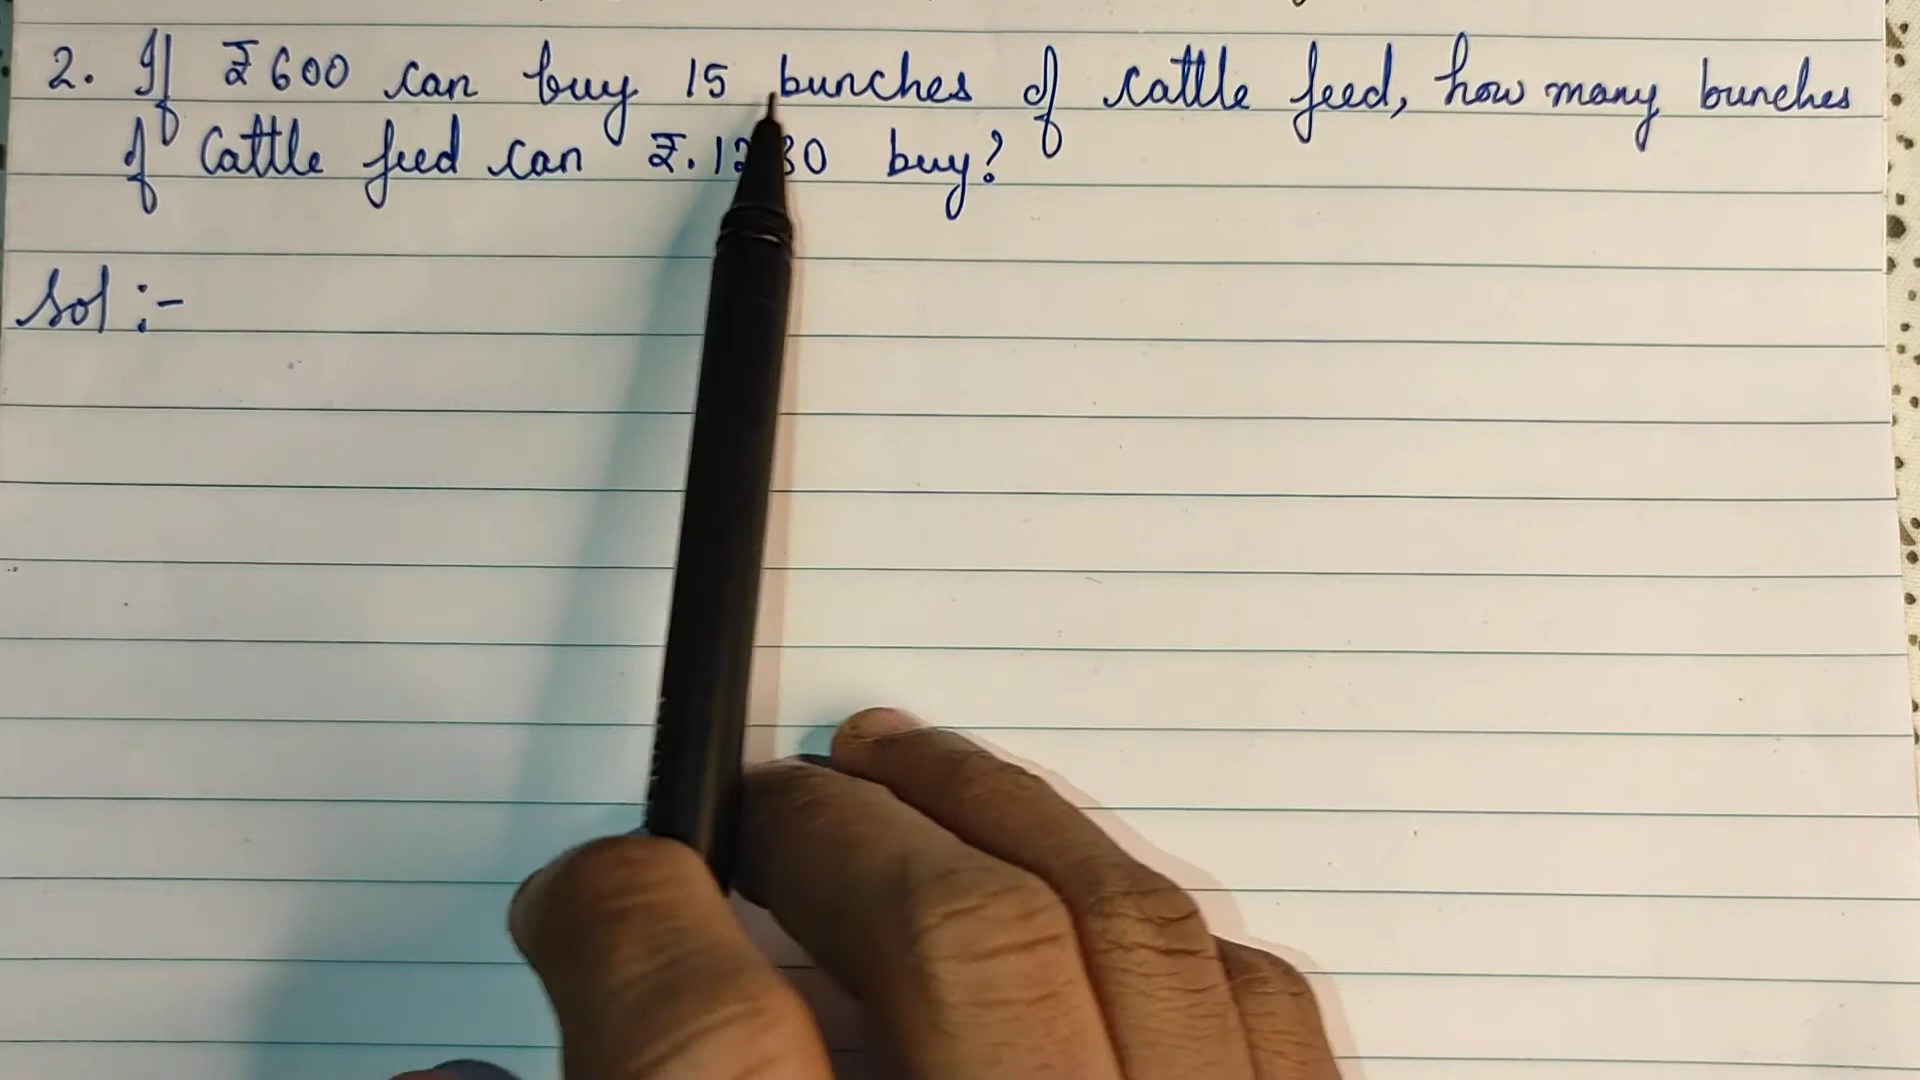 2. If ₹600 can buy 15 bunches of cattle feed, how many bunches
of cattle feed can ₹. buy?
Sol :-